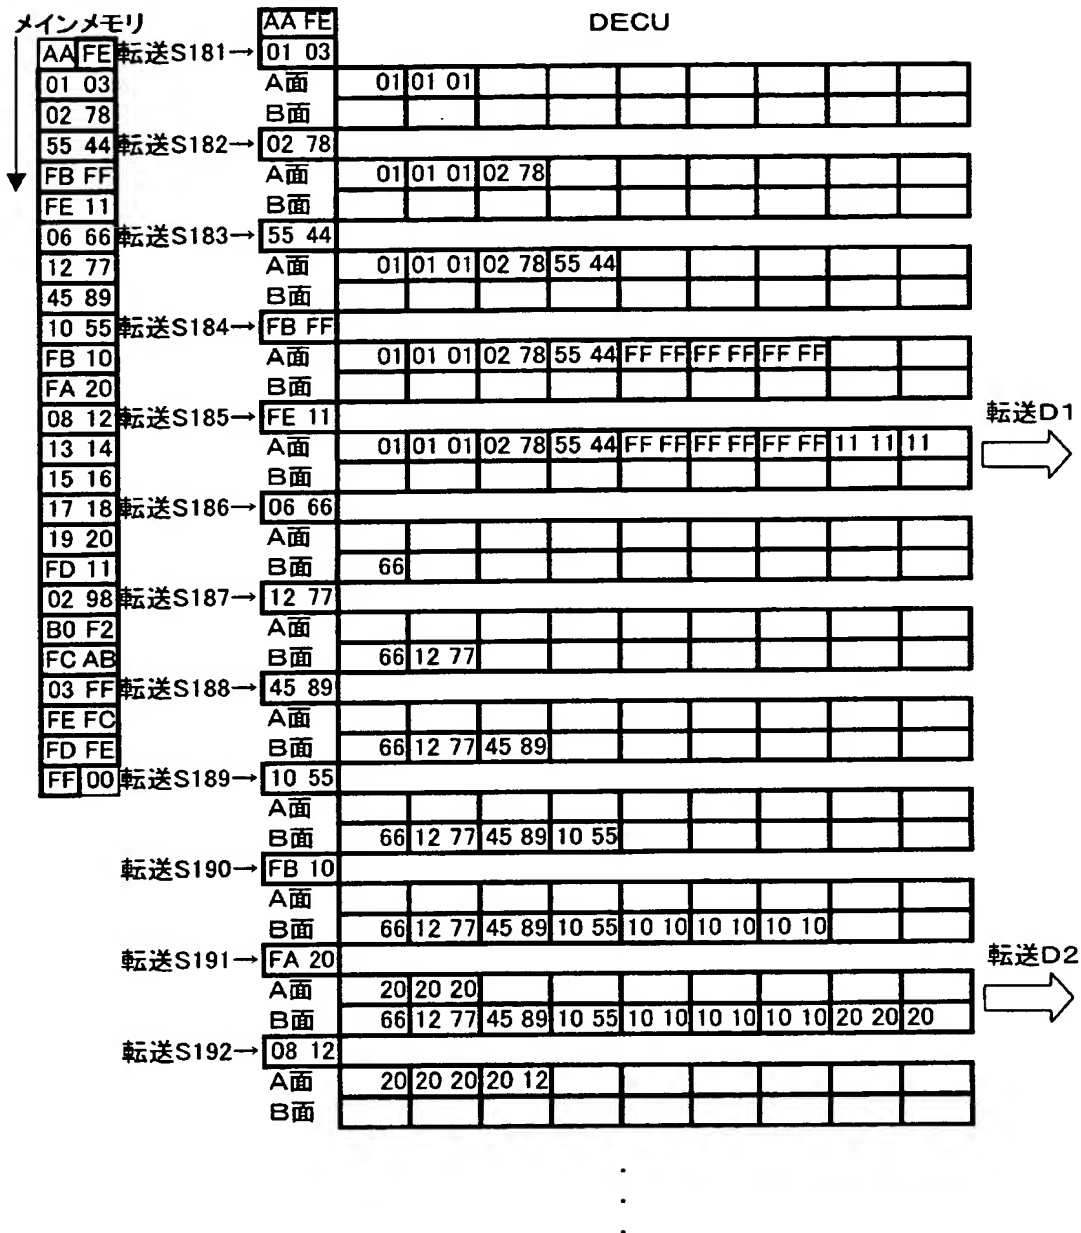 メインメモリ AA FE DECU
AA FE 転送S181→ 01 03
01 03 A面 01 01 01
02 78 B面
55 44 転送S182→ 02 78
FB FF A面 01 01 01 02 78
FE 11 B面
06 66 転送S183→ 55 44
12 77 A面 01 01 01 02 78 55 44
45 89 B面
10 55 転送S184→ FB FF
FB 10 A面 01 01 01 02 78 55 44 FF FF FF FF FF FF
FA 20 B面
08 12 転送S185→ FE 11 転送D1
13 14 A面 01 01 01 02 78 55 44 FF FF FF FF FF FF 11 11 11
15 16 B面
17 18 転送S186→ 06 66
19 20 A面
FD 11 B面 66
02 98 転送S187→ 12 77
B0 F2 A面
FC AB B面 66 12 77
03 FF 転送S188→ 45 89
FE FC A面
FD FE B面 66 12 77 45 89
FF 00 転送S189→ 10 55
A面
B面 66 12 77 45 89 10 55
転送S190→ FB 10
A面
B面 66 12 77 45 89 10 55 10 10 10 10 10 10
転送S191→ FA 20 転送D2
A面 20 20 20
B面 66 12 77 45 89 10 55 10 10 10 10 10 10 20 20 20
転送S192→ 08 12
A面 20 20 20 20 12
B面